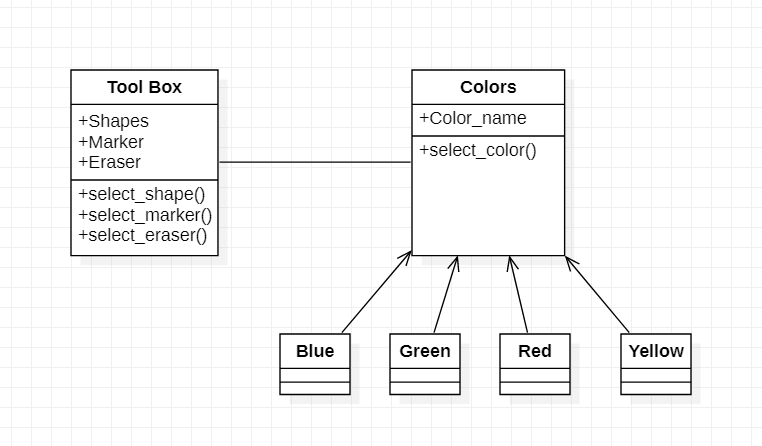 Tool Box
+Shapes
+Marker
+Eraser
+select_shape()
+select_marker()
+select_eraser()
Colors
+Color_name
+select_color()
Blue
Green
Red
Yellow